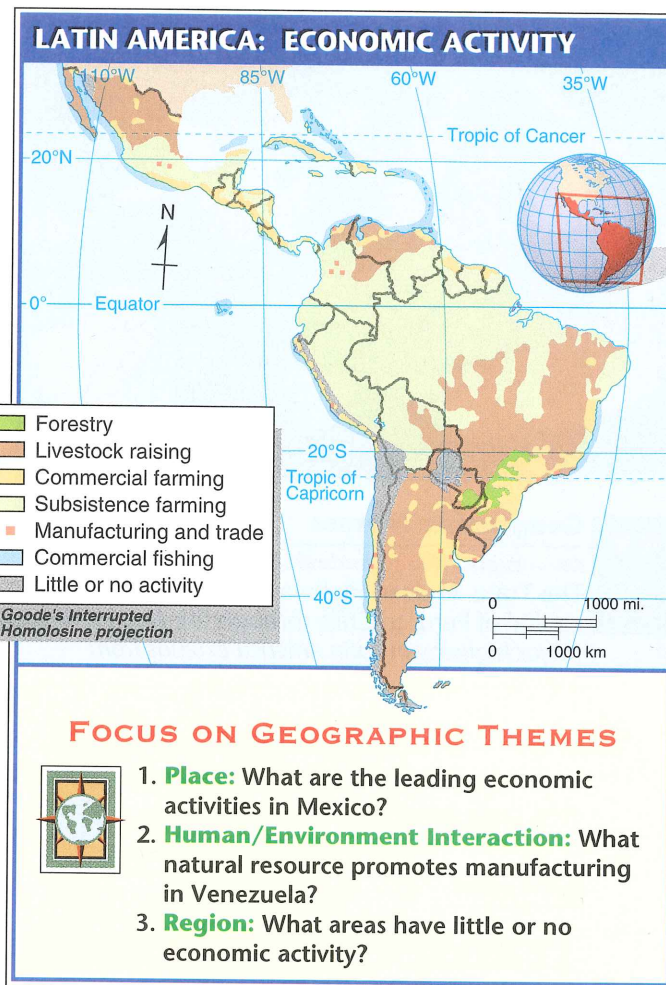 LATIN AMERICA: ECONOMIC ACTIVITY
110°W
85°W
60°W
35°W
Tropic of Cancer
20°N
N
0°
Equator
Forestry
Livestock raising
Commercial farming
Subsistence farming
Manufacturing and trade
Commercial fishing
Little or no activity
Goode's Interrupted
Homolosine projection
20°S
Tropic of
Capricorn
40°S
0 1000 mi.
0 1000 km
FOCUS ON GEOGRAPHIC THEMES
1. Place: What are the leading economic
activities in Mexico?
2. Human/Environment Interaction: What
natural resource promotes manufacturing
in Venezuela?
3. Region: What areas have little or no
economic activity?